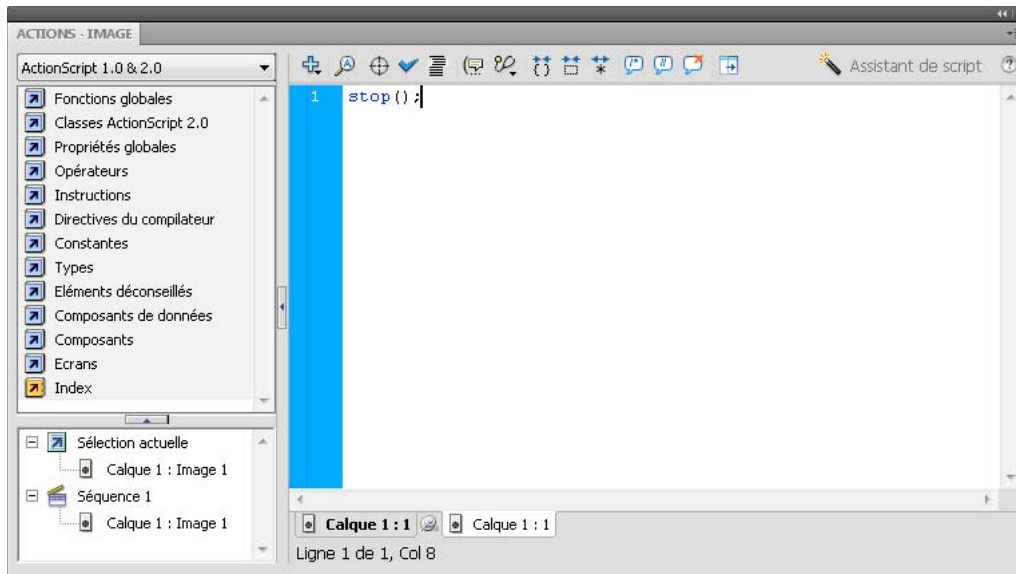 ACTIONS - IMAGE
ActionScript 1.0 & 2.0
Assistant de script
Fonctions globales
Classes ActionScript 2.0
Propriétés globales
Opérateurs
Instructions
Directives du compilateur
Constantes
Types
Eléments déconseillés
Composants de données
Composants
Ecrans
Index
Sélection actuelle
Calque 1 : Image 1
Séquence 1
Calque 1 : Image 1
1 stop();
Calque 1 : 1
Calque 1 : 1
Ligne 1 de 1, Col 8